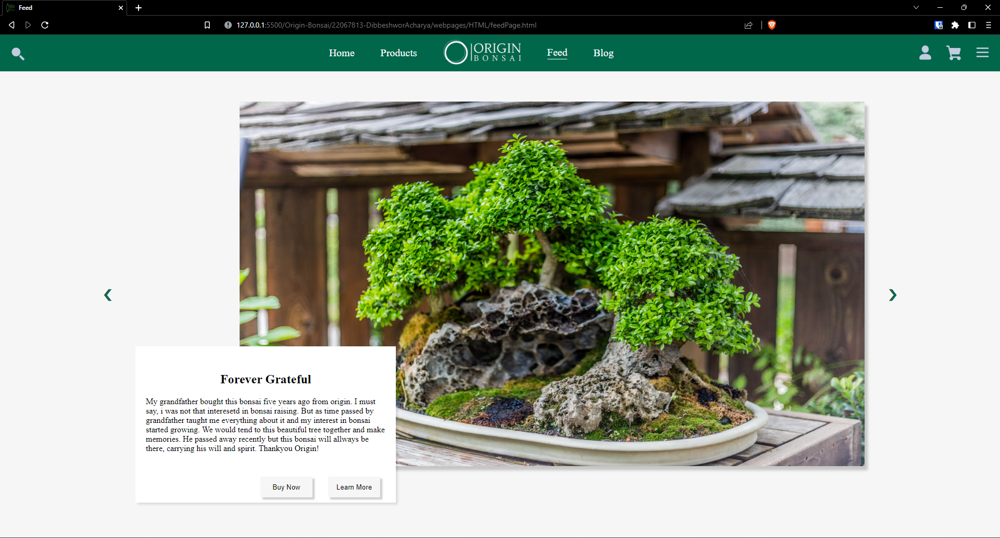 Feed
127.0.0.1:5500/Origin-Bonsai/22067813-DibbeshworAcharya/webpages/HTML/feedPage.html
Home Products ORIGIN BONSAI Feed Blog
Forever Grateful
My grandfather bought this bonsai five years ago from origin. I must
say, i was not that interesetd in bonsai raising. But as time passed by
grandfather taught me everything about it and my interest in bonsai
started growing. We would tend to this beautiful tree together and make
memories. He passed away recently but this bonsai will allways be
there, carrying his will and spirit. Thankyou Origin!
Buy Now Learn More